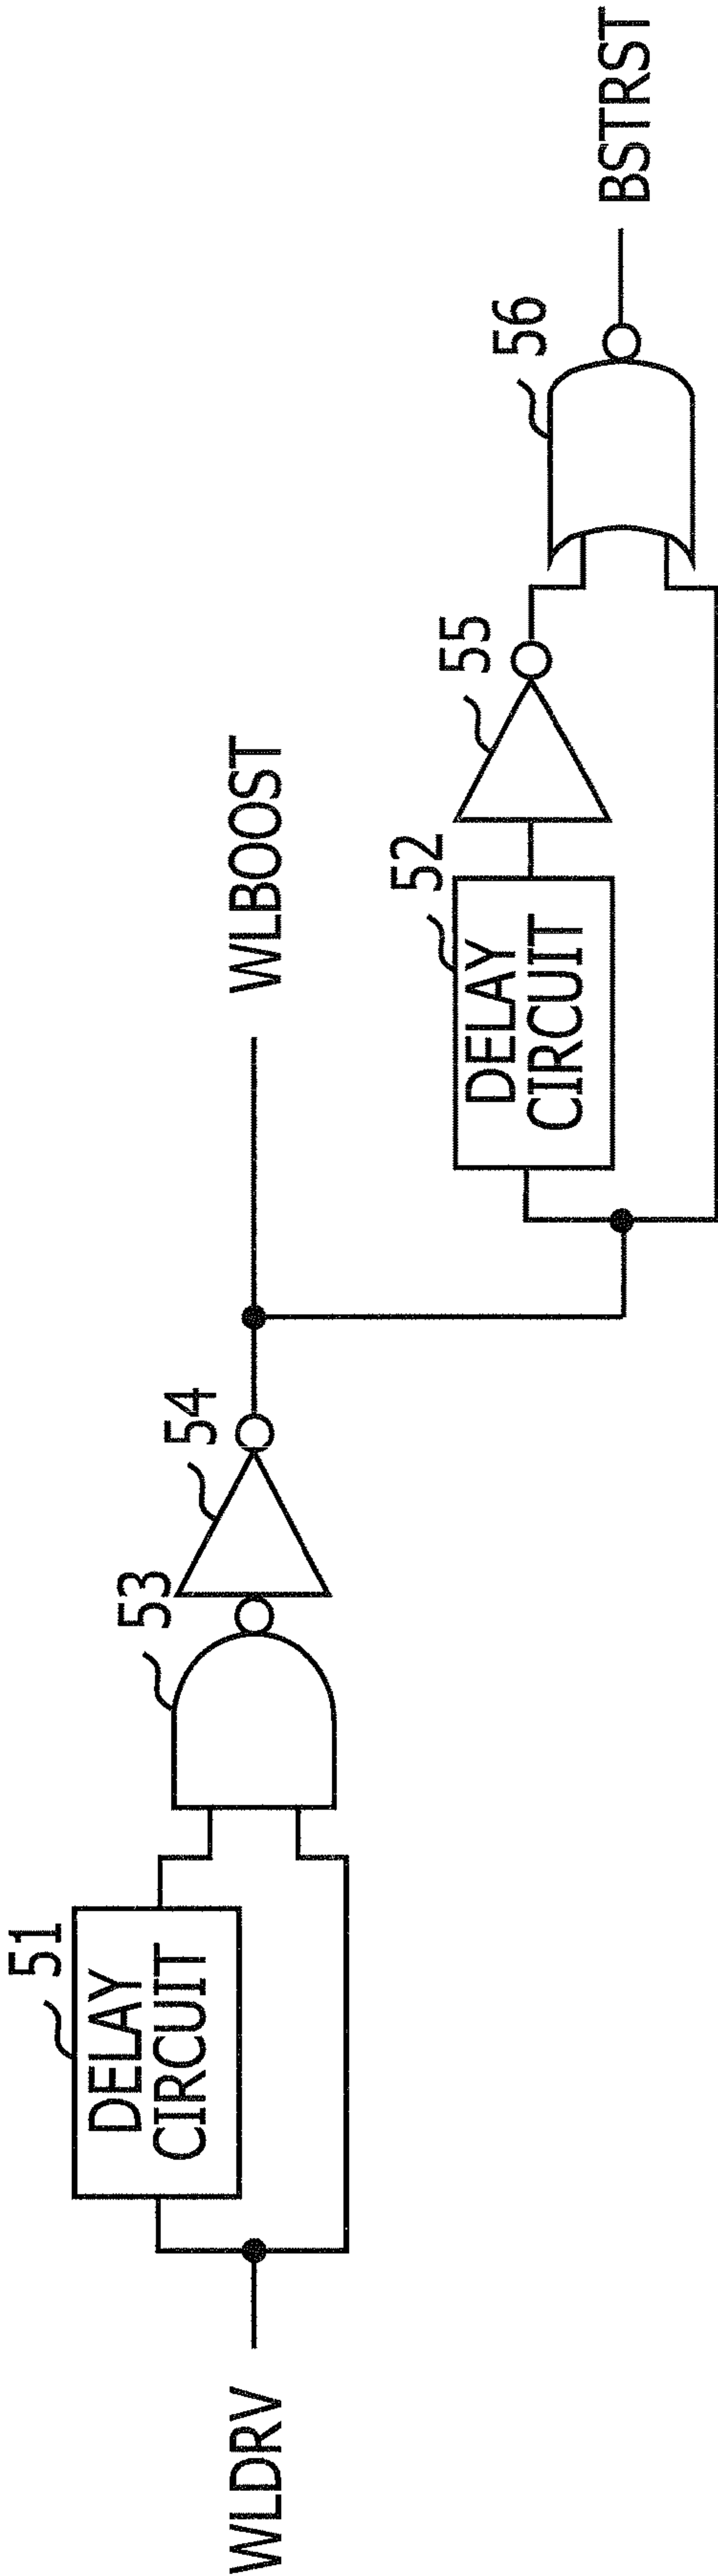 WLDRV
51
DELAY
CIRCUIT
53
54
WLBOOST
52
DELAY
CIRCUIT
55
56
BSTRST